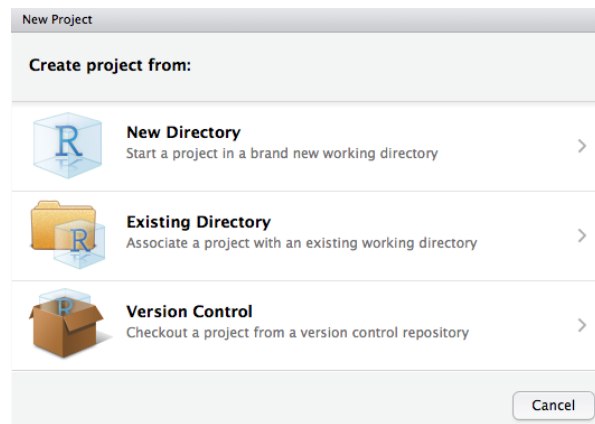 New Project
Create project from:
R
New Directory
Start a project in a brand new working directory
R
Existing Directory
Associate a project with an existing working directory
R
Version Control
Checkout a project from a version control repository
Cancel